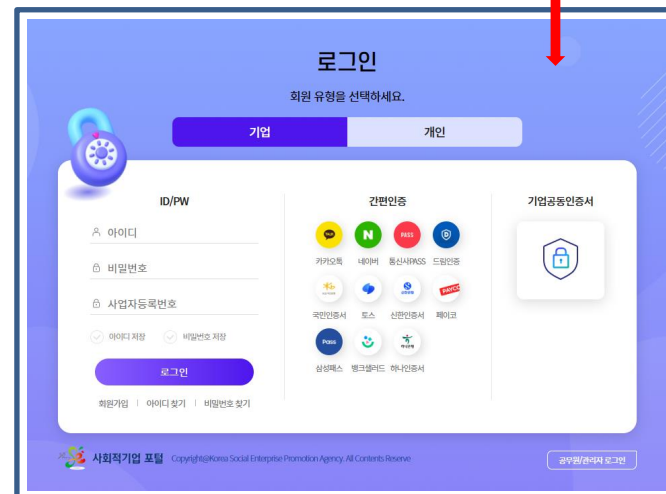 로그인
회원 유형을 선택하세요.
기업
개인
ID/PW
아이디
비밀번호
사업자등록번호
아이디 저장 비밀번호 저장
로그인
회원가입 | 아이디 찾기 | 비밀번호 찾기
간편인증
TALK N PASS D
카카오톡 네이버 통신사PASS 드림인증
PAYCO
국민인증서 토스 신한인증서 페이코
Pass
삼성패스 뱅크샐러드 하나인증서
기업공동인증서
사회적기업 포털 Copyright@Korea Social Enterprise Promotion Agency. All Contents Reserve
공무원/관리자 로그인